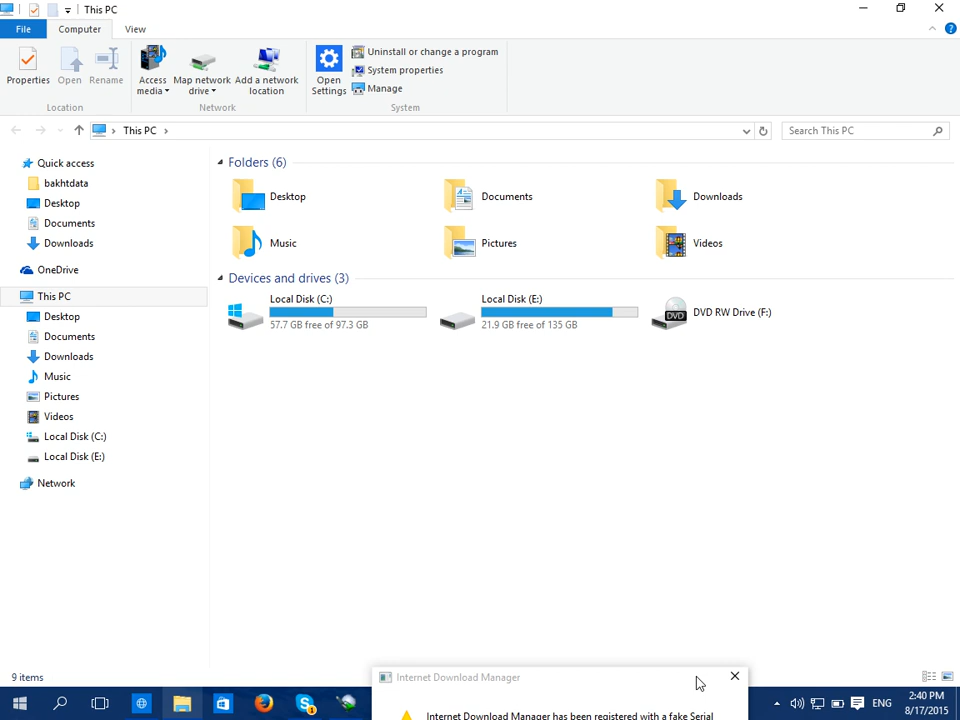 This PC
File Computer View
Properties Open Rename Access media Map network drive Add a network location Open Settings Uninstall or change a program
System properties
Manage
Location Network System
This PC Search This PC
Quick access
bakhtdata
Desktop
Documents
Downloads
OneDrive
This PC
Desktop
Documents
Downloads
Music
Pictures
Videos
Local Disk (C:)
Local Disk (E:)
Network
Folders (6)
Desktop Documents Downloads
Music Pictures Videos
Devices and drives (3)
Local Disk (C:)
57.7 GB free of 97.3 GB
Local Disk (E:)
21.9 GB free of 135 GB
DVD DVD RW Drive (F:)
9 items
Internet Download Manager
Internet Download Manager has been registered with a fake Serial
1
ENG
2:40 PM
8/17/2015